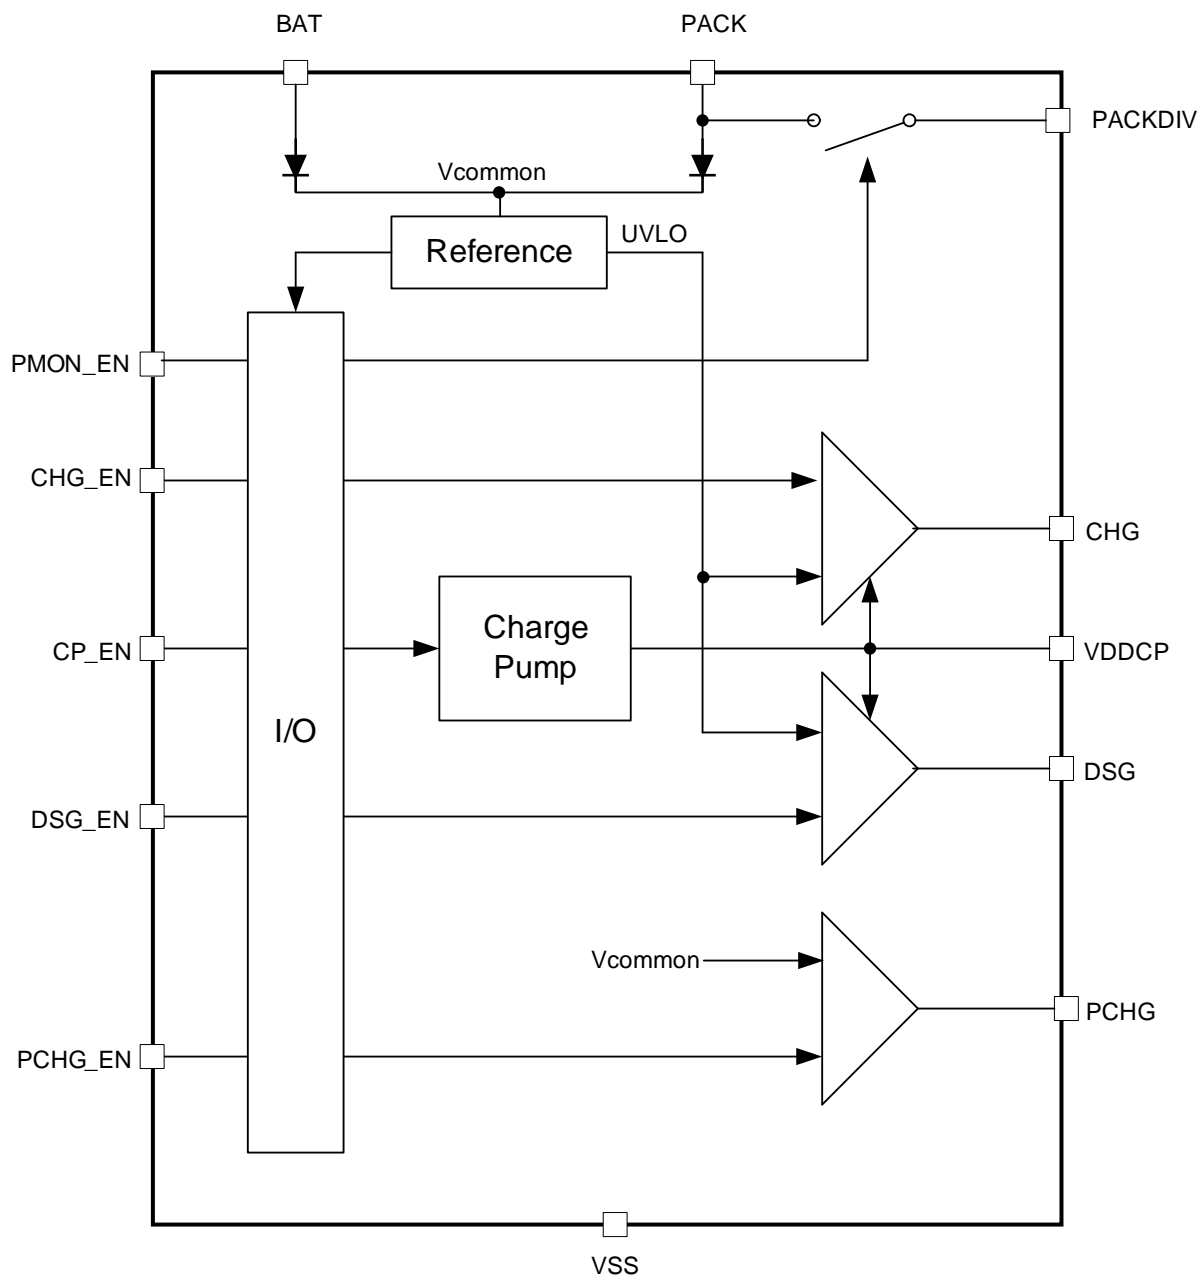 BAT
PACK
PACKDIV
Vcommon
UVLO
Reference
PMON_EN
CHG_EN
CHG
Charge
Pump
CP_EN
VDDCP
I/O
DSG
DSG_EN
Vcommon
PCHG
PCHG_EN
VSS